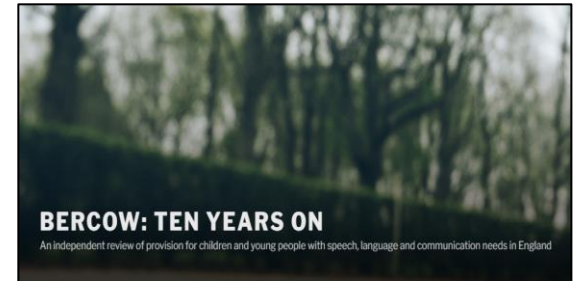 BERCOW: TEN YEARS ON
An independent review of provision for children and young people with speech, language and communication needs in England